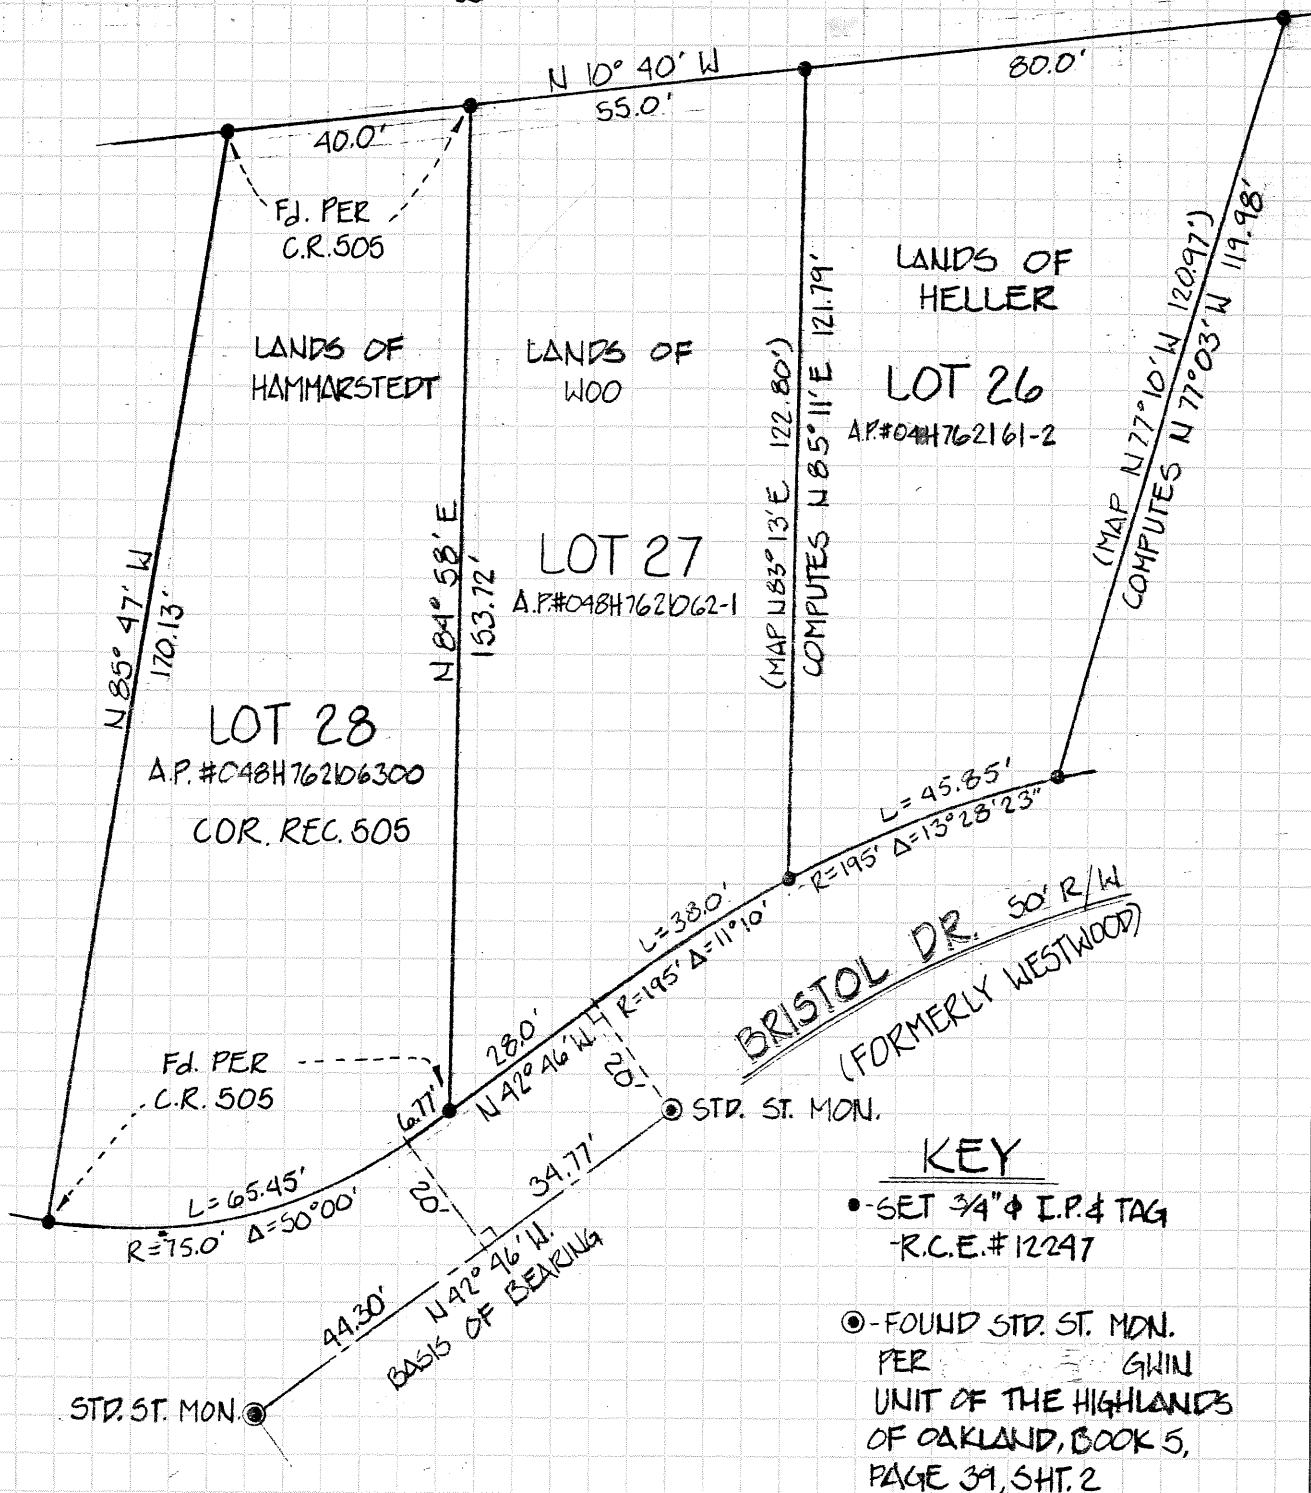 N 10° 40' W
80.0'
55.0'
40.0'
Fd. PER
C.R. 505
LANDS OF
HAMMARSTEDT
LANDS OF
WOO
LANDS OF
HELLER
LOT 26
A.P.#04H762161-2
(MAP N77°10'W 120.97')
COMPUTES N 77°03' W 119.98'
(MAP N83°13'E 122.80')
COMPUTES N 85°11'E 121.79'
N 84° 58' E
153.72'
LOT 27
A.P.#048H7621062-1
N 85° 47' W
170.13'
LOT 28
A.P.#048H762106300
COR. REC. 505
L=45.85'
R=195' Δ=13°28'23"
L=38.0'
R=195' Δ=11°10'
BRISTOL DR. 50' R/W
(FORMERLY WESTWOOD)
28.0'
N 42° 46' W.
20'
6.77'
Fd. PER
C.R. 505
STD. ST. MON.
34.77'
L=65.45'
R=75.0' Δ=50°00'
20'
N 42° 46' W.
BASIS OF BEARING
44.30'
STD. ST. MON.
KEY
•-SET 3/4"ф I.P.& TAG
-R.C.E.#12247
◉-FOUND STD. ST. MON.
PER GWIN
UNIT OF THE HIGHLANDS
OF OAKLAND, BOOK 5,
PAGE 39, SHT. 2